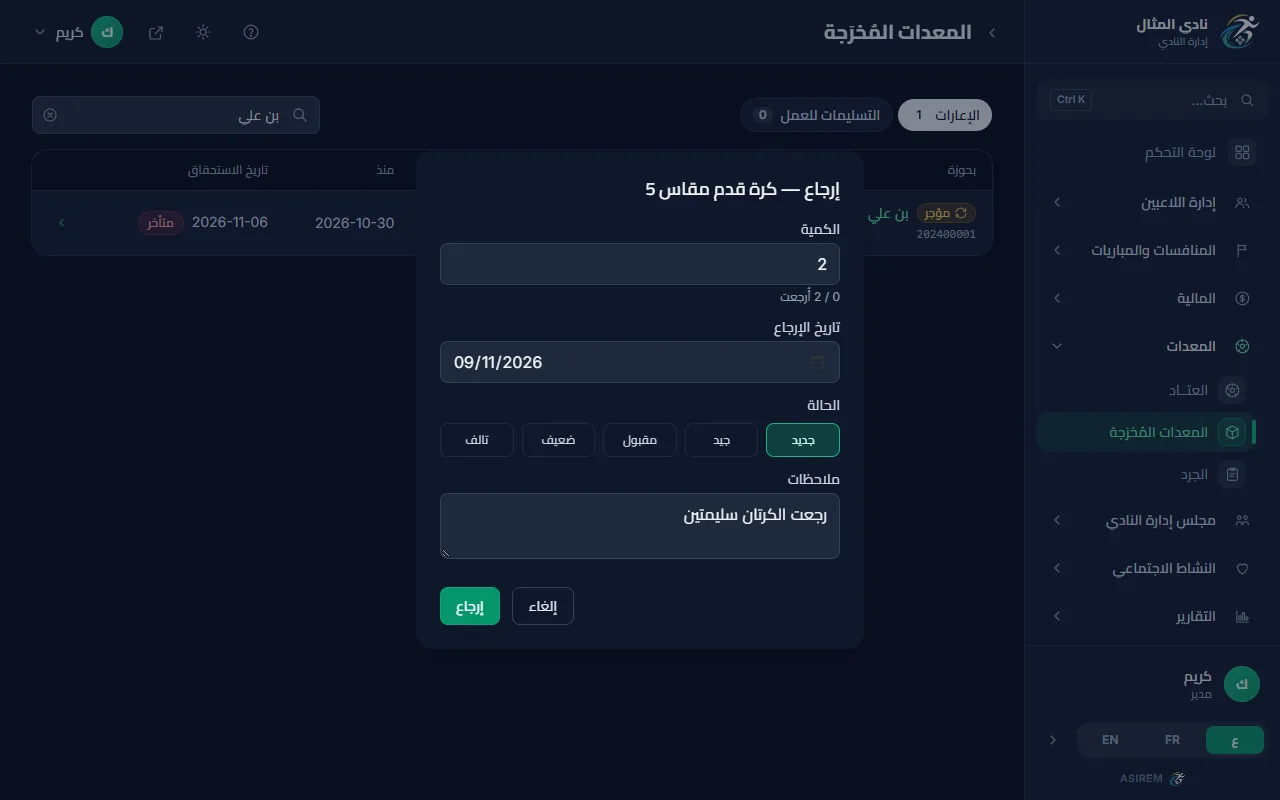 نادي المثال
إدارة النادي
بحث...
Ctrl K
لوحة التحكم
إدارة اللاعبين
المنافسات والمباريات
المالية
المعدات
العتــاد
المعدات المُخرَجة
الجرد
مجلس إدارة النادي
النشاط الاجتماعي
التقارير
ك
كريم
مدير
ع
FR
EN
ASIREM
المعدات المُخرَجة
ك
كريم
الإعارات 1
التسليمات للعمل 0
بن علي
بحوزة
منذ
تاريخ الاستحقاق
مؤجر
بن علي
202400001
2026-10-30
2026-11-06
متأخر
إرجاع — كرة قدم مقاس 5
الكمية
2
0 / 2 أُرجعت
تاريخ الإرجاع
09/11/2026
الحالة
جديد
جيد
مقبول
ضعيف
تالف
ملاحظات
رجعت الكرتان سليمتين
إلغاء
إرجاع